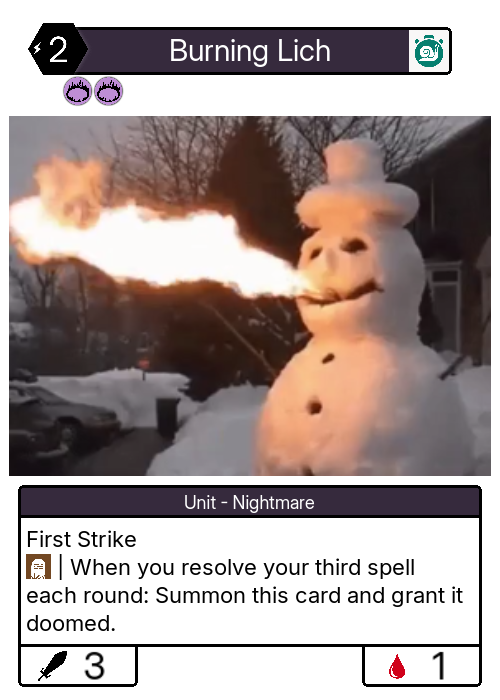 2
Burning Lich
Unit - Nightmare
First Strike
| When you resolve your third spell
each round: Summon this card and grant it
doomed.
3
1